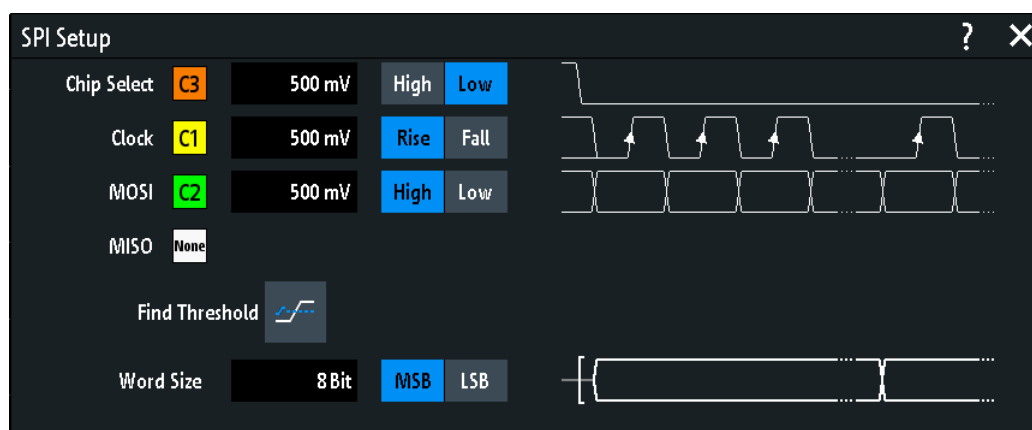 SPI Setup ? X
Chip Select C3 500 mV High Low
Clock C1 500 mV Rise Fall
MOSI C2 500 mV High Low
MISO None
Find Threshold
Word Size 8 Bit MSB LSB